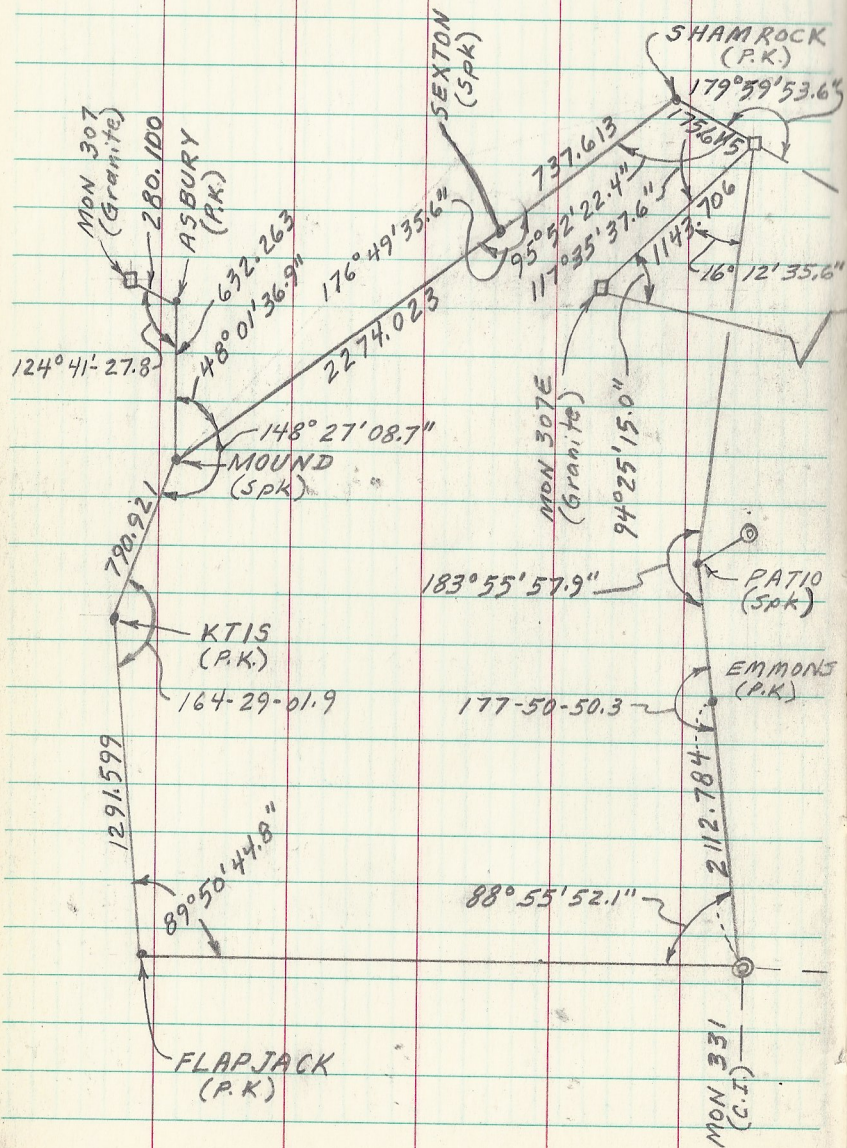 SHAMROCK
(P.K.)
179°59'53.6"
SEXTON
(Spk)
MON 307
(Granite)
280.100
ASBURY
(P.K.)
737.613
95°52'22.4"
117°35'37.6"
1143.706
16° 12'35.6"
632.263
176°49'35.6"
48°01'36.9"
2274.023
124°41'-27.8
148°27'08.7"
MOUND
(Spk)
MON 307E
(Granite)
94°25'15.0"
790.921
183°55'57.9"
PATIO
(Spk)
KTIS
(P.K.)
EMMONS
(P.K)
164-29-01.9
177-50-50.3
1291.599
2112.784
89°50'44.8"
88°55'52.1"
FLAPJACK
(P.K)
MON 331
(C.I.)